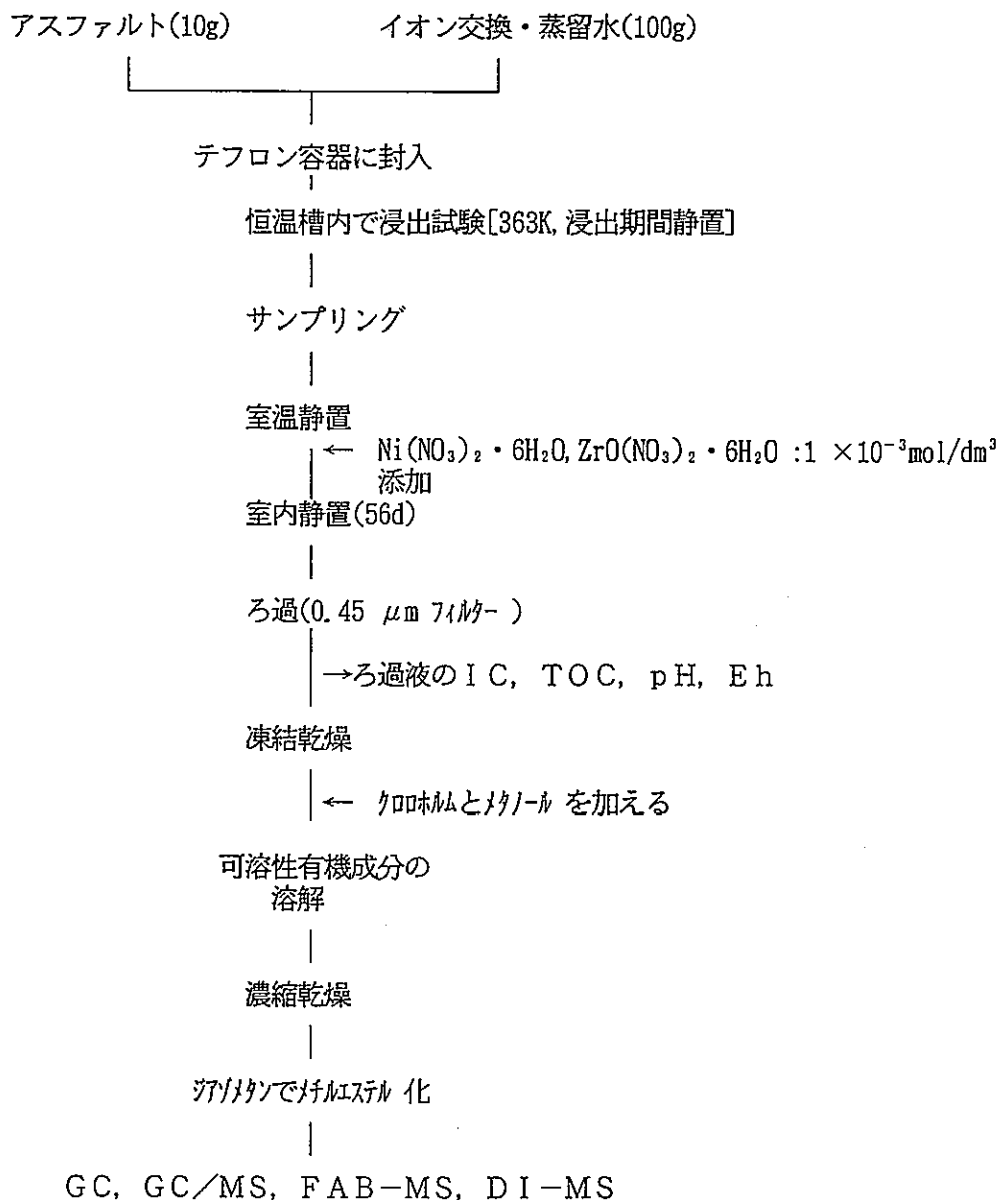 アスファルト(10g) イオン交換・蒸留水(100g)
テフロン容器に封入
恒温槽内で浸出試験[363K, 浸出期間静置]
サンプリング
室温静置
← Ni(NO₃)₂・6H₂O, ZrO(NO₃)₂・6H₂O :1 ×10⁻³mol/dm³
添加
室内静置(56d)
ろ過(0.45 μm フィルター )
→ろ過液のIC, TOC, pH, Eh
凍結乾燥
← クロロホルムとメタノール を加える
可溶性有機成分の
溶解
濃縮乾燥
ジアゾメタンでメチルエステル 化
GC, GC/MS, FAB-MS, DI-MS